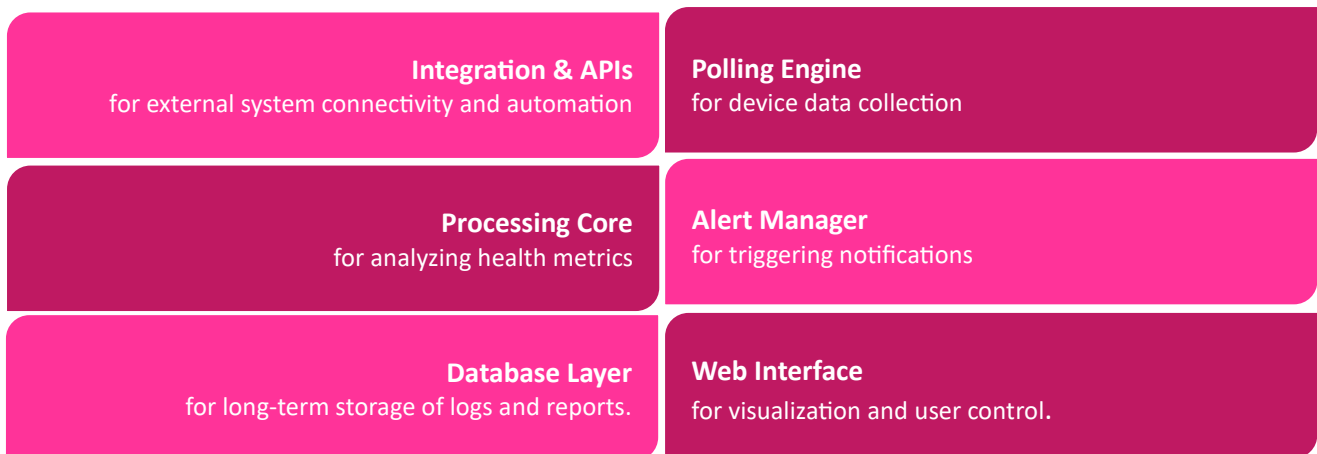 Integration & APIs
for external system connectivity and automation
Polling Engine
for device data collection
Processing Core
for analyzing health metrics
Alert Manager
for triggering notifications
Database Layer
for long-term storage of logs and reports.
Web Interface
for visualization and user control.